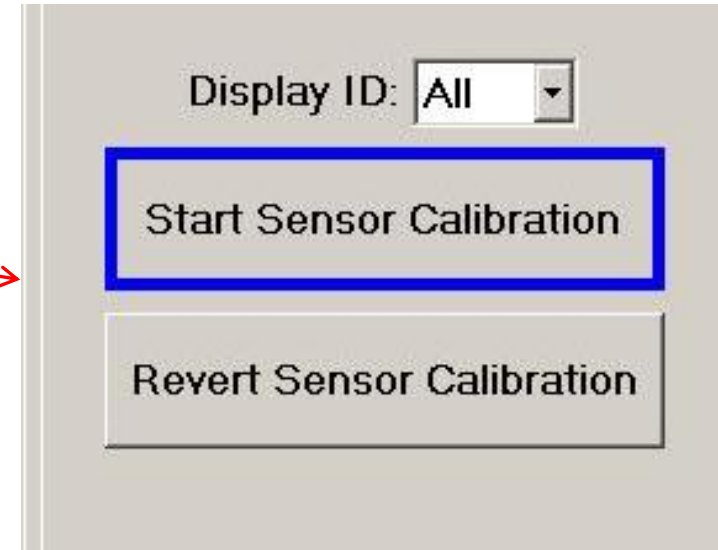 Display ID: All
Start Sensor Calibration
Revert Sensor Calibration